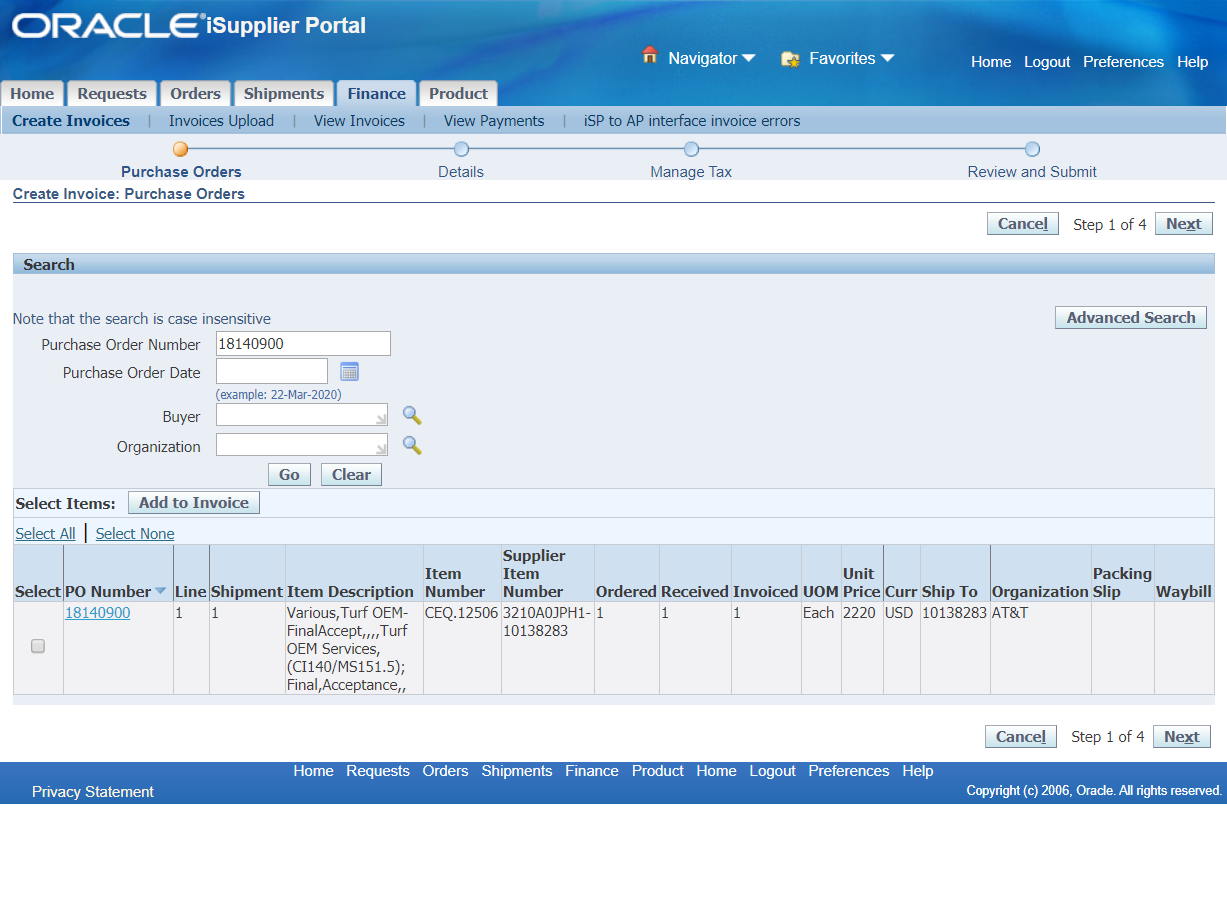 ORACLE® iSupplier Portal
Navigator Favorites Home Logout Preferences Help
Home Requests Orders Shipments Finance Product
Create Invoices | Invoices Upload | View Invoices | View Payments | iSP to AP interface invoice errors
Purchase Orders Details Manage Tax Review and Submit
Create Invoice: Purchase Orders
Cancel Step 1 of 4 Next
Search
Note that the search is case insensitive
Advanced Search
Purchase Order Number 18140900
Purchase Order Date
(example: 22-Mar-2020)
Buyer
Organization
Go Clear
Select Items: Add to Invoice
Select All | Select None
Select PO Number Line Shipment Item Description Item Number Supplier Item Number Ordered Received Invoiced UOM Unit Price Curr Ship To Organization Packing Slip Waybill
18140900 1 1 Various,Turf OEM-FinalAccept,,,,Turf OEM Services,(CI140/MS151.5);Final,Acceptance,, CEQ.12506 3210A0JPH1-10138283 1 1 1 Each 2220 USD 10138283 AT&T
Cancel Step 1 of 4 Next
Home Requests Orders Shipments Finance Product Home Logout Preferences Help
Privacy Statement Copyright (c) 2006, Oracle. All rights reserved.